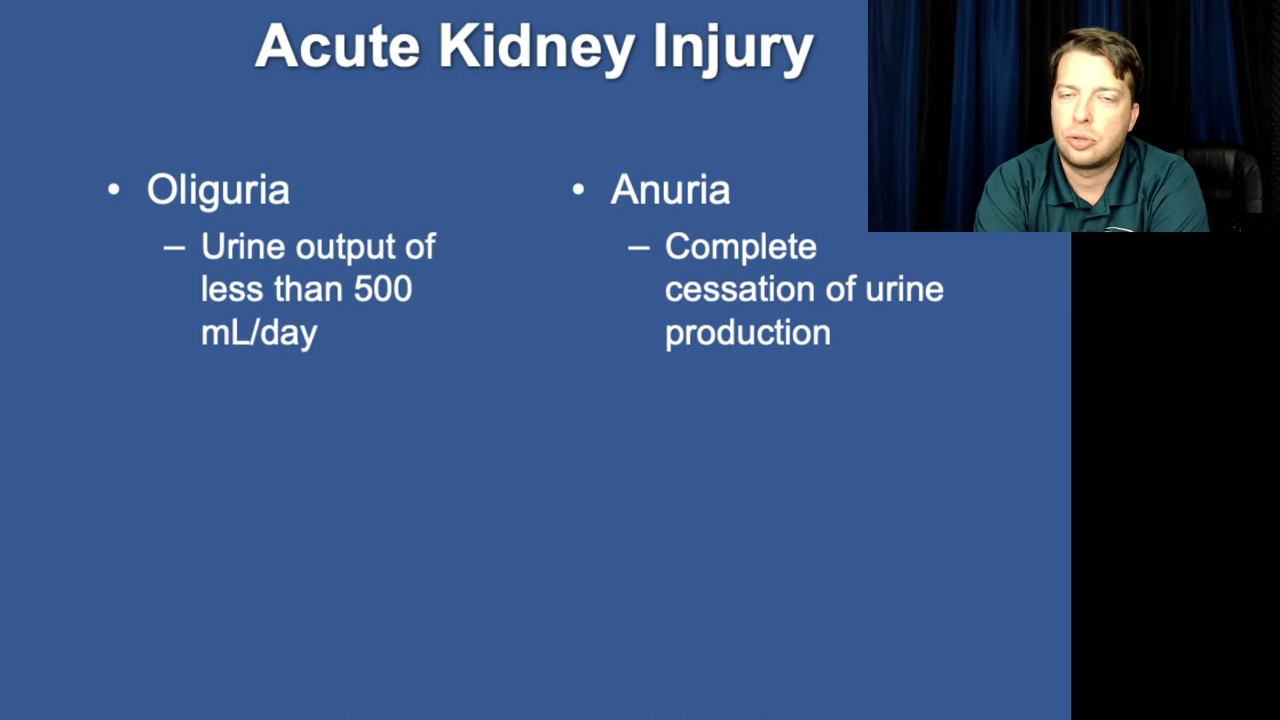 Acute Kidney Injury
• Oliguria
– Urine output of
less than 500
mL/day
• Anuria
– Complete
cessation of urine
production